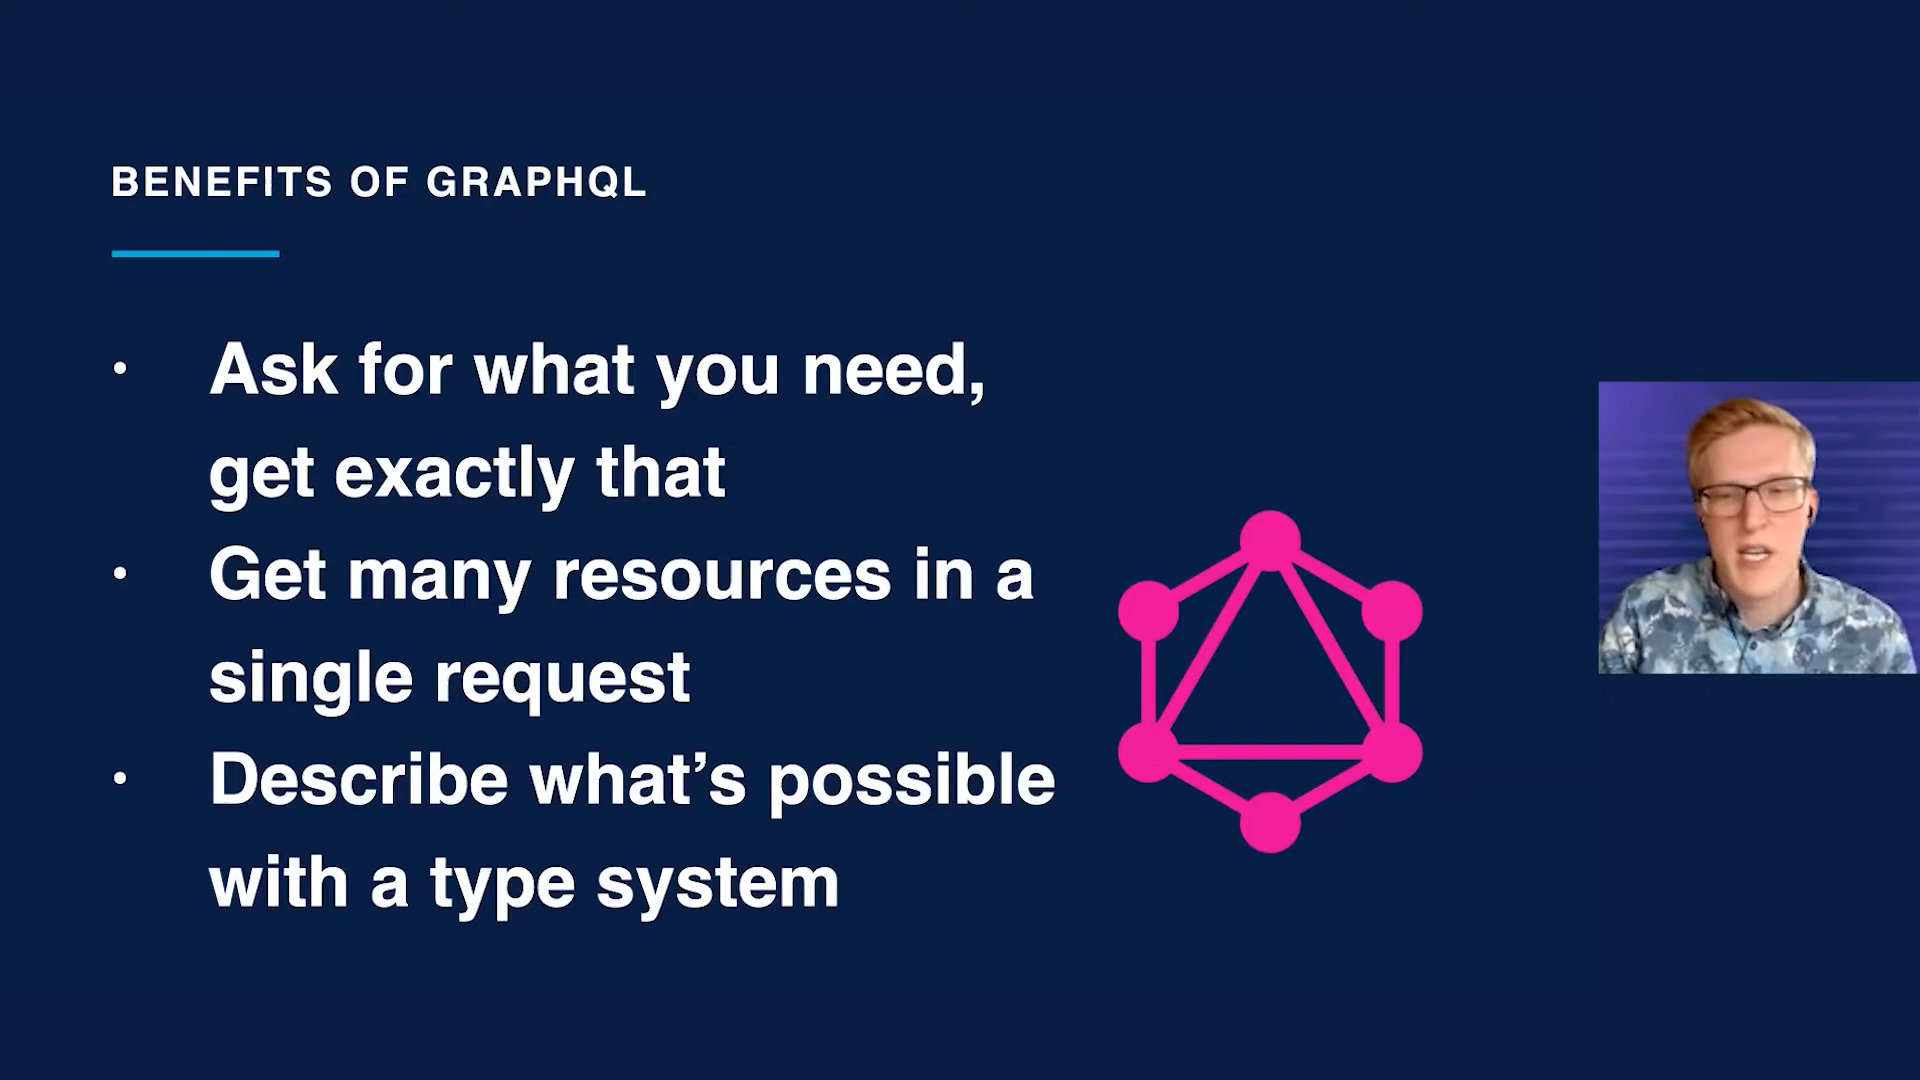 BENEFITS OF GRAPHQL
• Ask for what you need,
get exactly that
• Get many resources in a
single request
• Describe what’s possible
with a type system